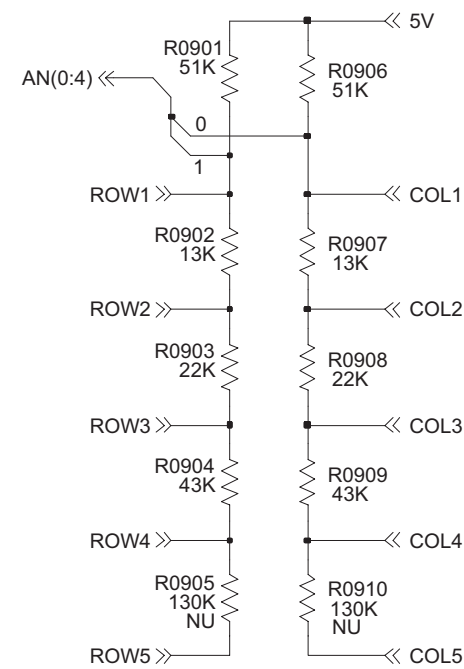 5V
R0901
51K
R0906
51K
AN(0:4)
0
1
ROW1
COL1
R0902
13K
R0907
13K
ROW2
COL2
R0903
22K
R0908
22K
ROW3
COL3
R0904
43K
R0909
43K
ROW4
COL4
R0905
130K
NU
R0910
130K
NU
ROW5
COL5